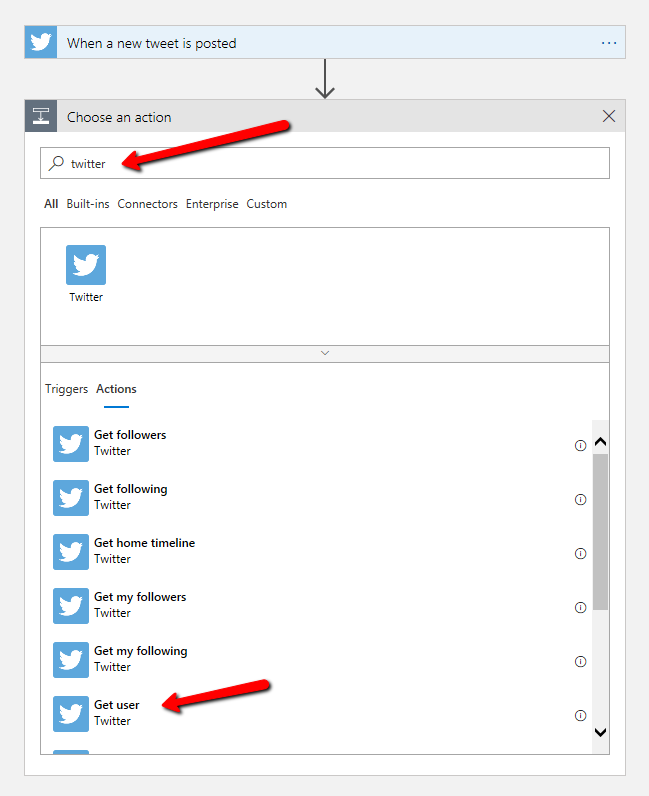 When a new tweet is posted
Choose an action
twitter
All Built-ins Connectors Enterprise Custom
Twitter
Triggers Actions
Get followers
Twitter
Get following
Twitter
Get home timeline
Twitter
Get my followers
Twitter
Get my following
Twitter
Get user
Twitter